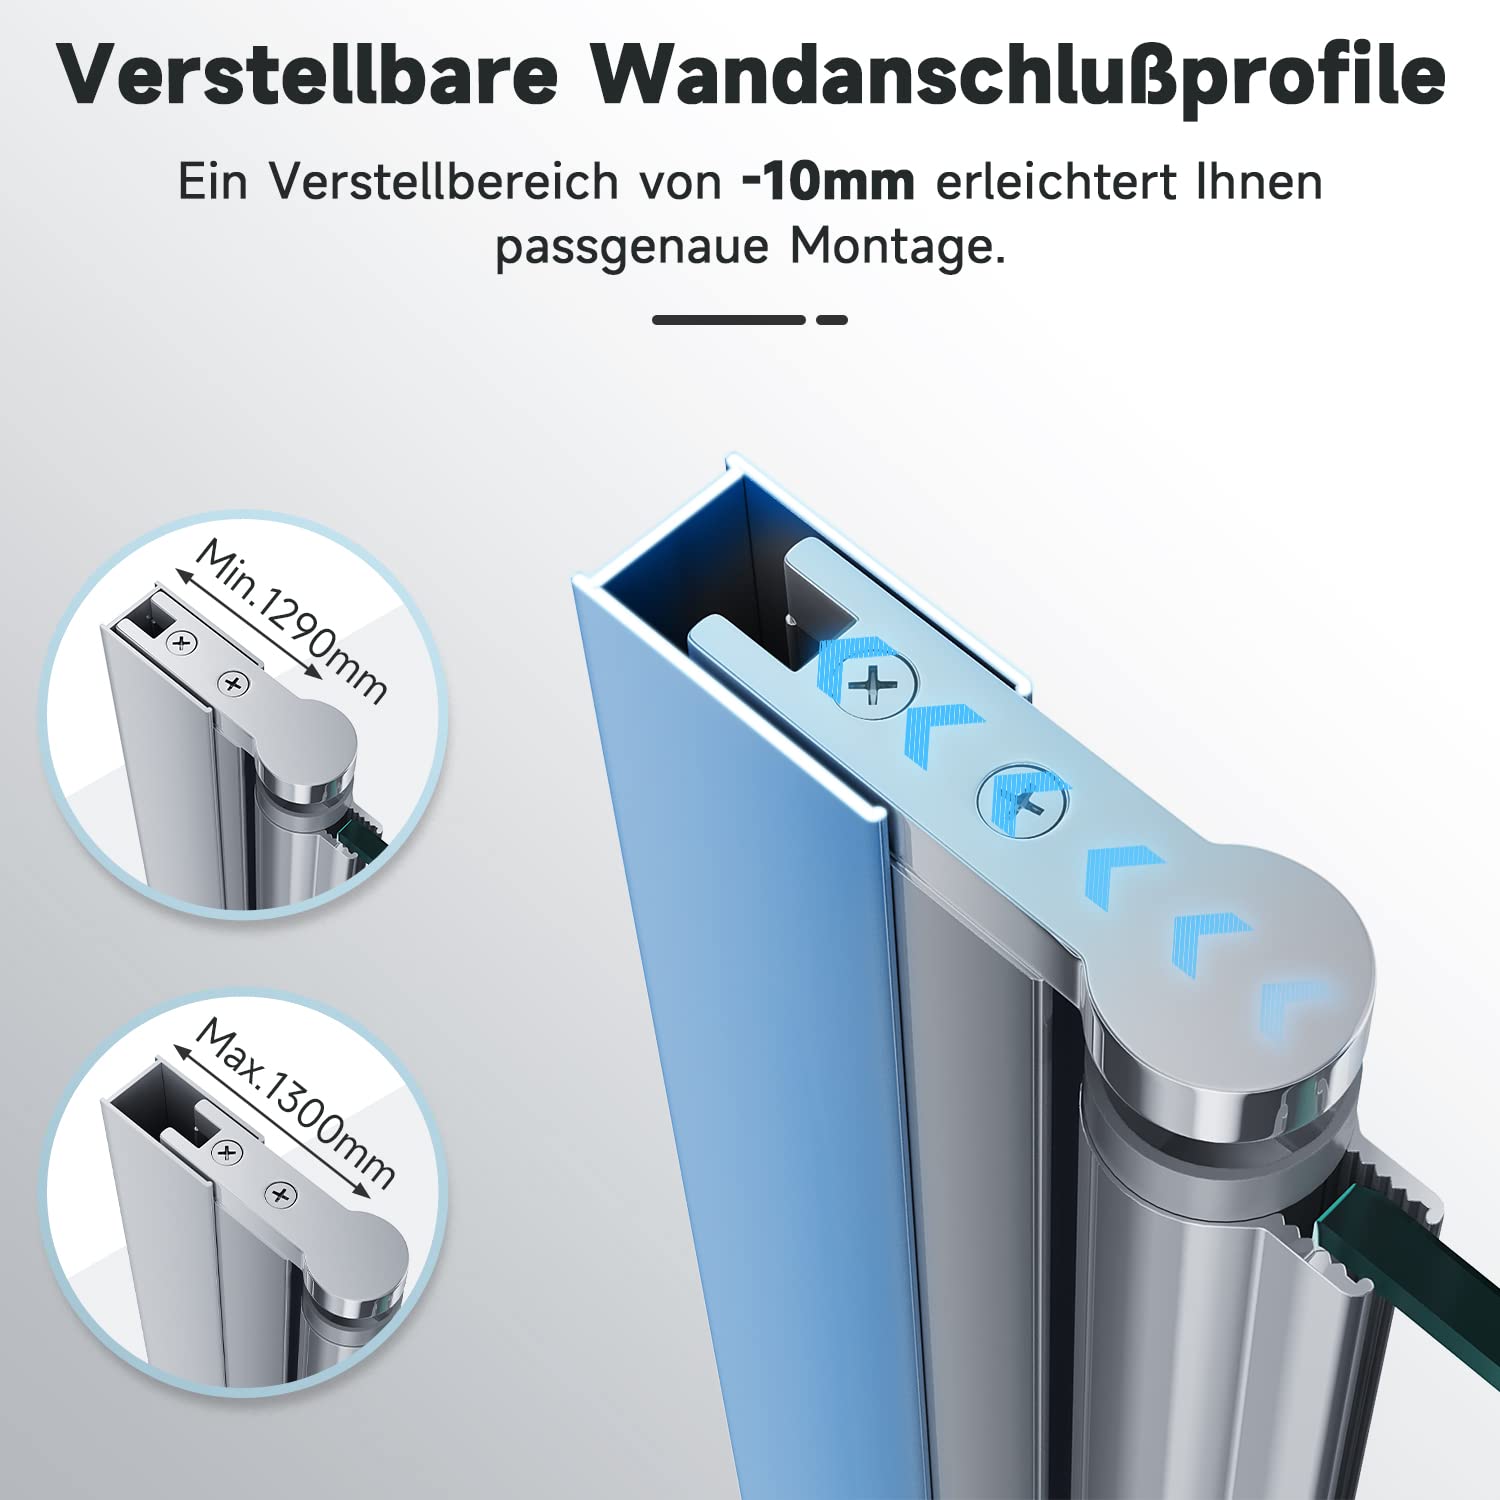 Verstellbare Wandanschlußprofile
Ein Verstellbereich von -10mm erleichtert Ihnen
passgenaue Montage.
Min.1290mm
Max.1300mm